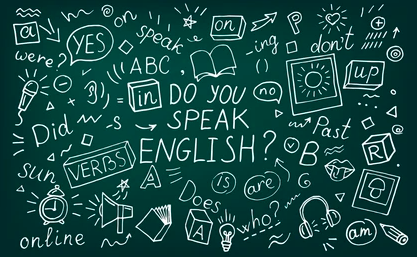 a
YES
on
speak
on
-ing
P
don't
were?
ABC
up
in
DO YOU
no
SPEAK
Did
-s
Past
ENGLISH?
B
R
VERBS
sun
A
is
are
Does
A
who?
am
online